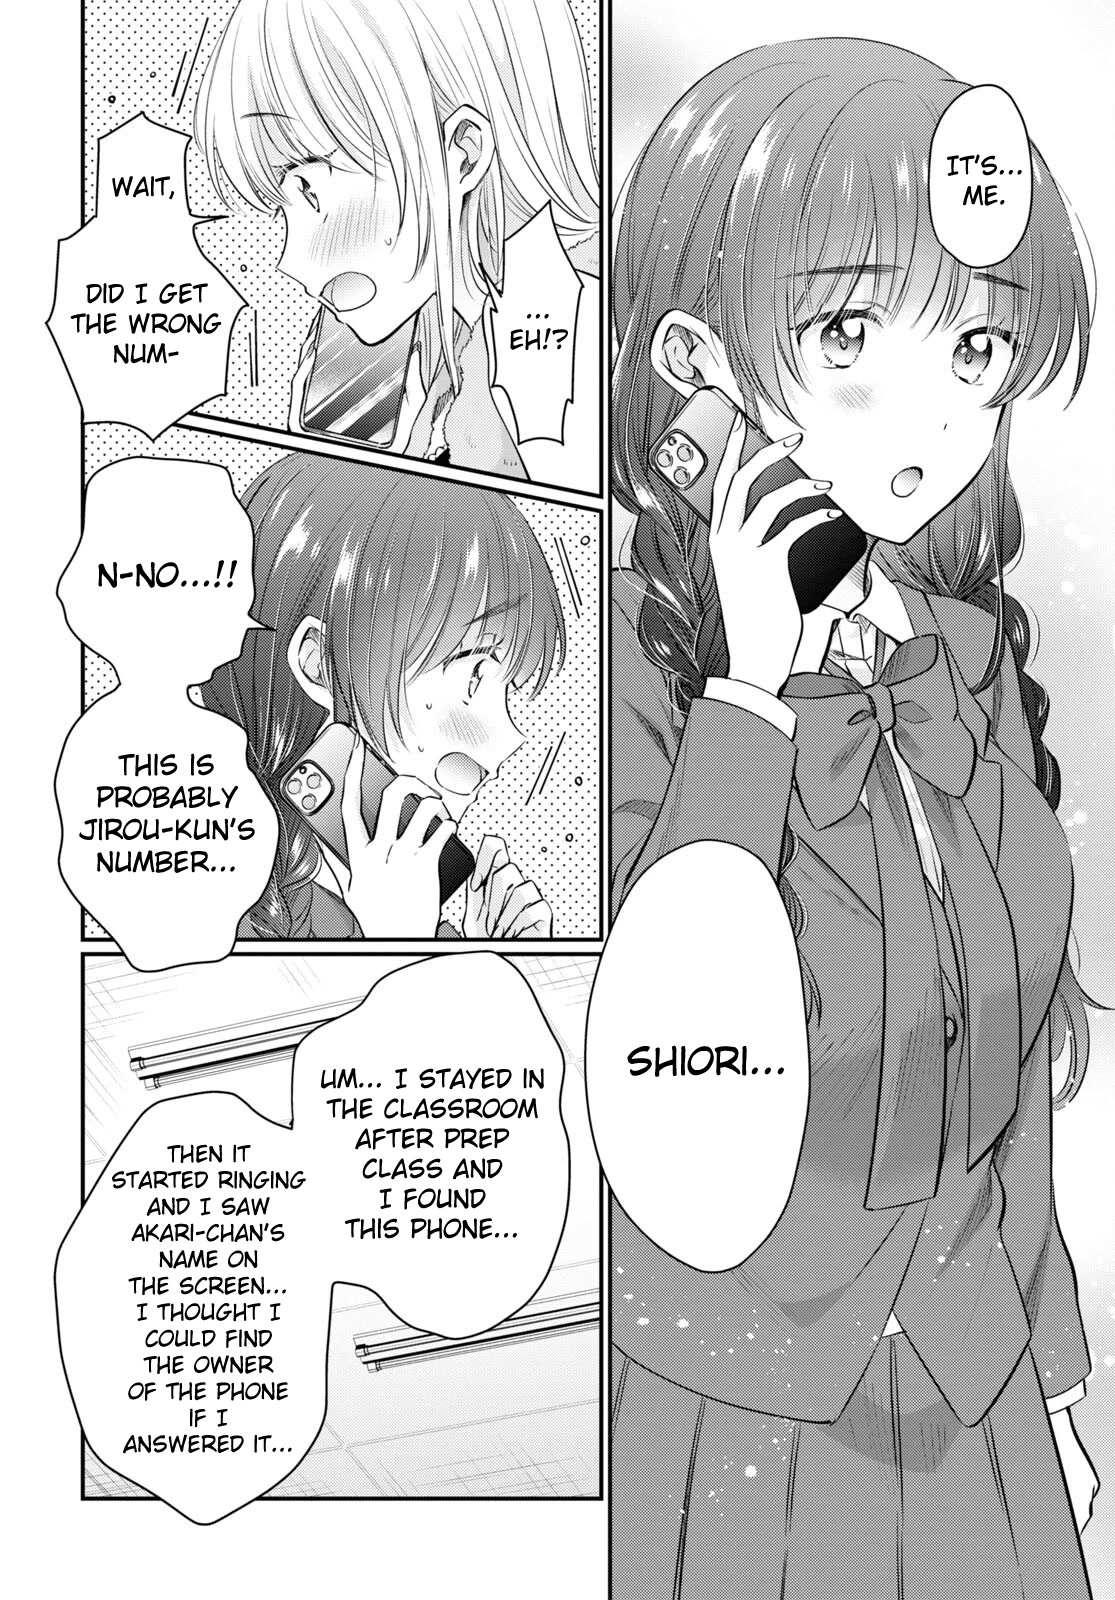 IT'S...
ME.
SHIORI...
...
EH!?
WAIT,
DID I GET
THE WRONG
NUM-
N-NO...!!
THIS IS
PROBABLY
JIROU-KUN'S
NUMBER...
UM... I STAYED IN
THE CLASSROOM
AFTER PREP
CLASS AND
I FOUND
THIS PHONE...
THEN IT
STARTED RINGING
AND I SAW
AKARI-CHAN'S
NAME ON
THE SCREEN...
I THOUGHT I
COULD FIND
THE OWNER
OF THE PHONE
IF I
ANSWERED IT...